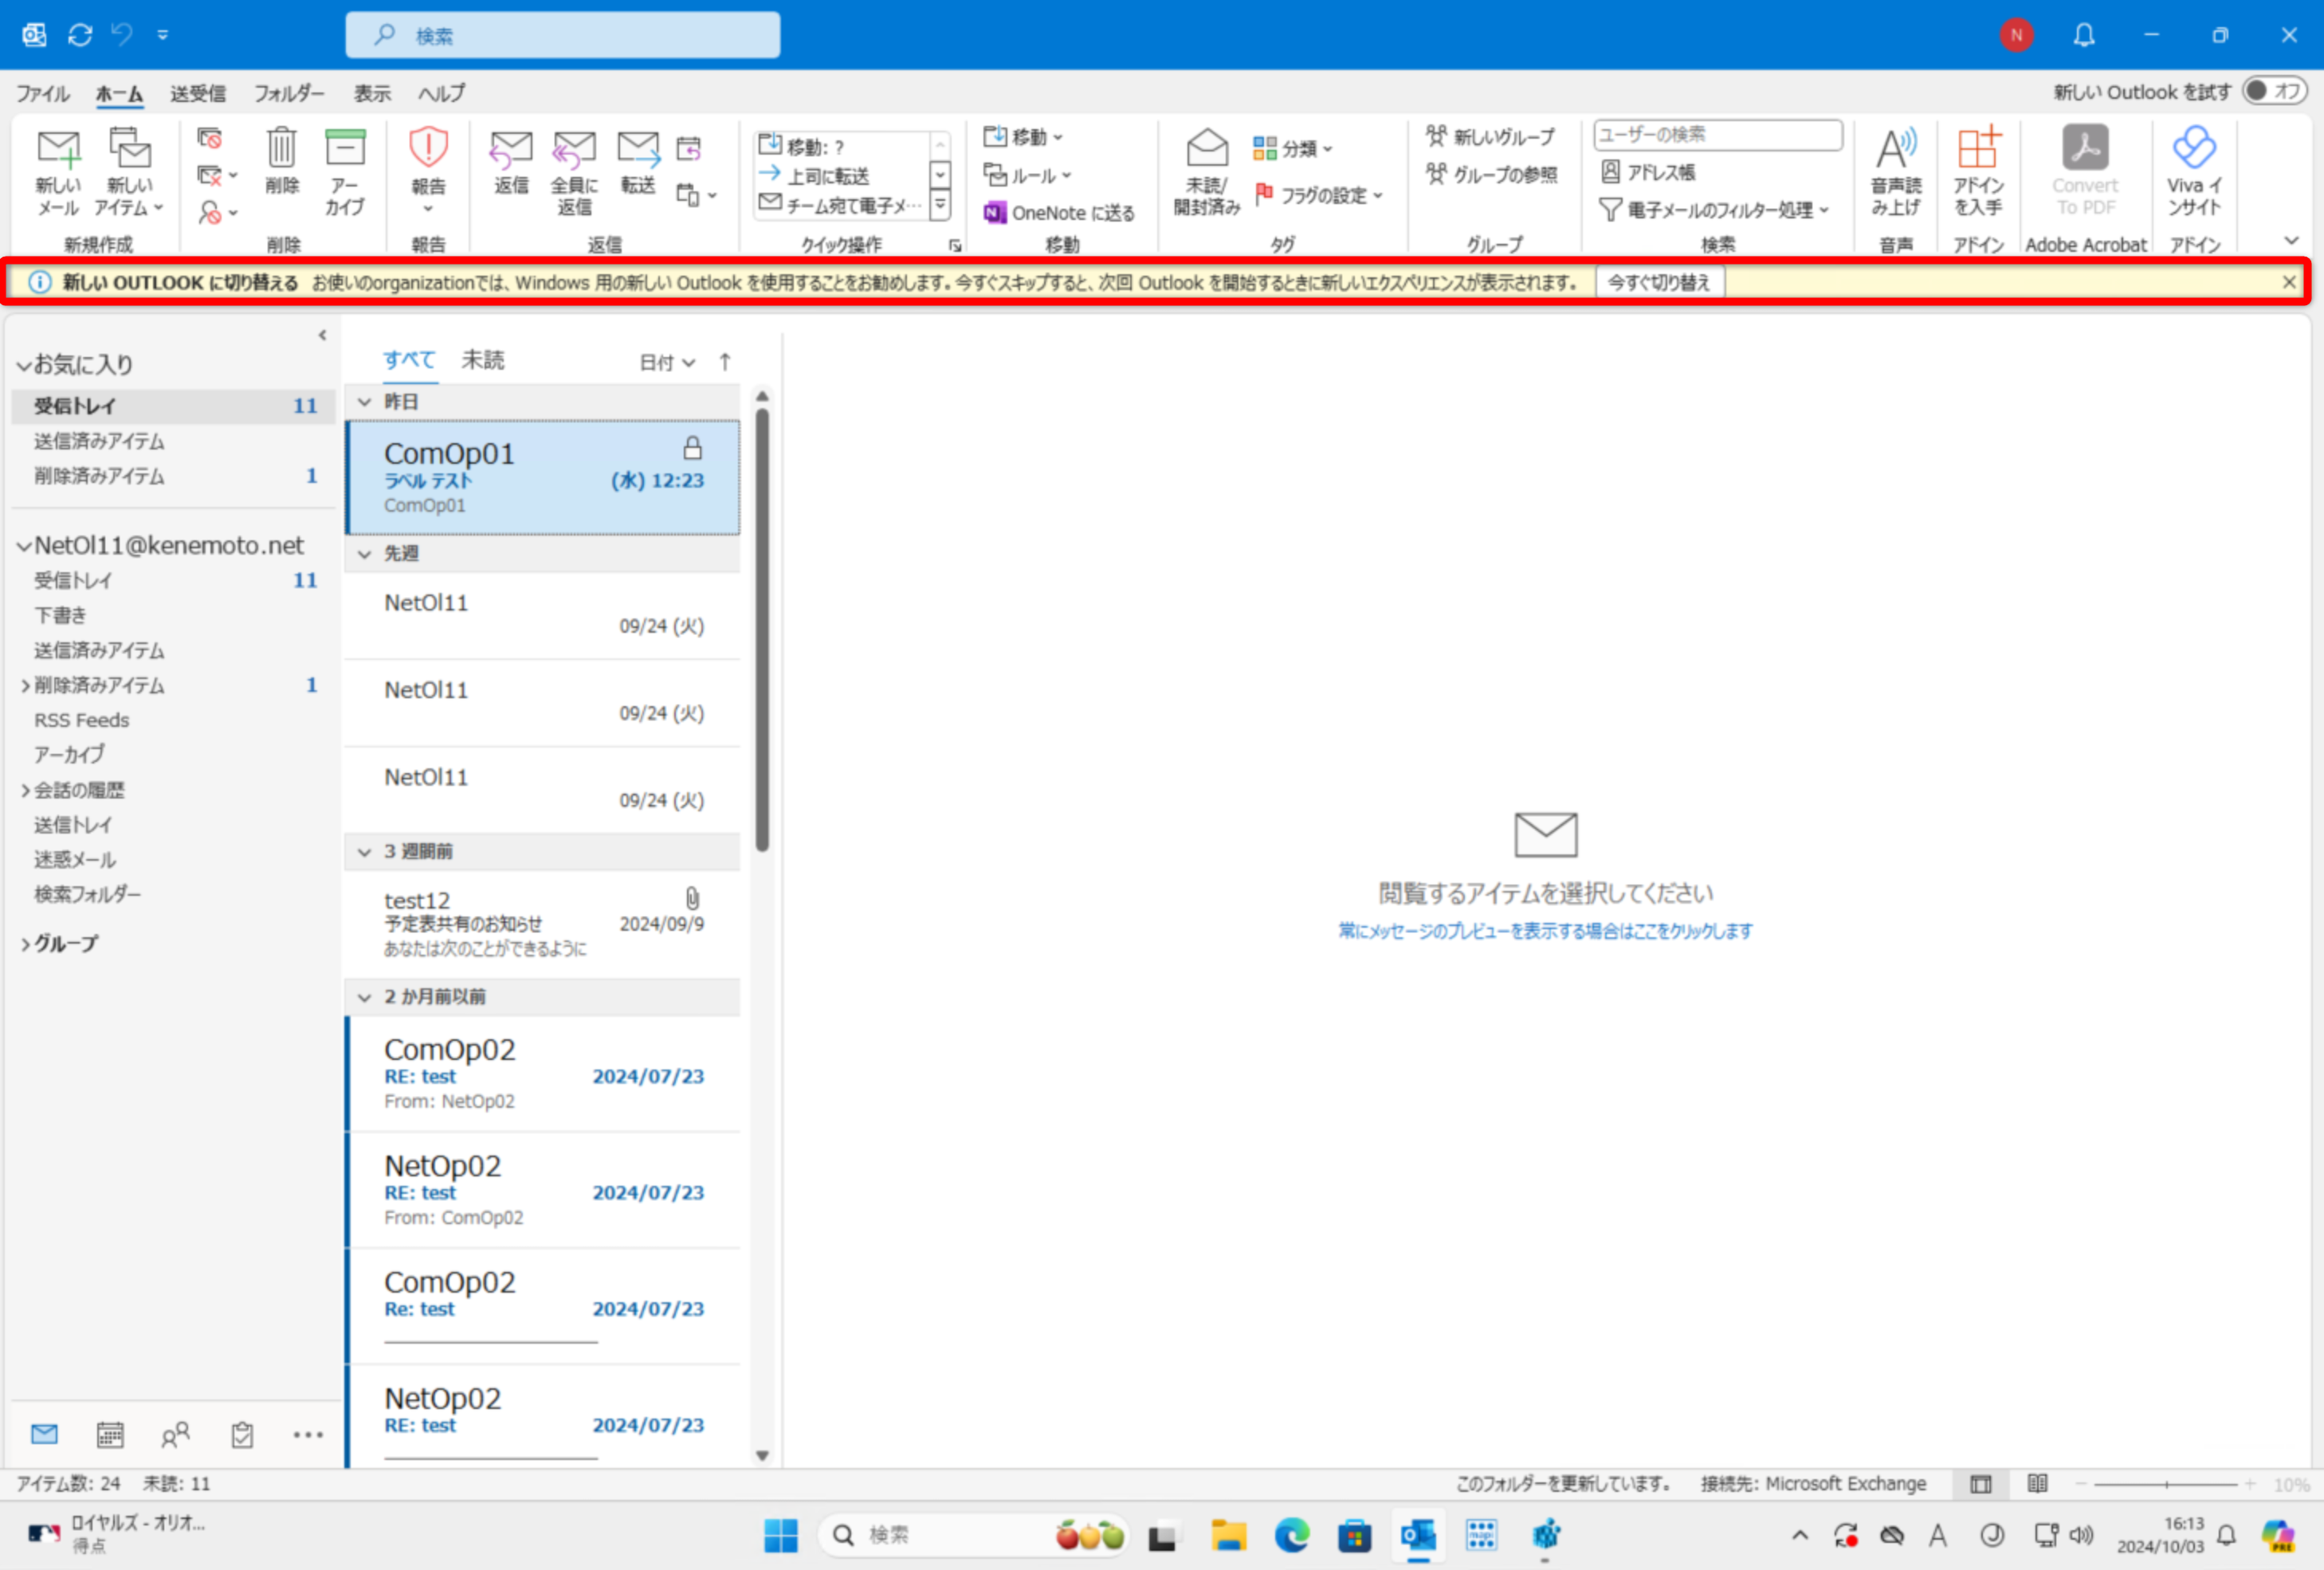 検索
N
ファイル ホーム 送受信 フォルダー 表示 ヘルプ
新しい Outlook を試す オフ
新しい
メール
新しい
アイテム
削除
アー
カイブ
報告
返信
全員に
返信
転送
移動: ?
上司に転送
チーム宛て電子メ…
移動
ルール
OneNote に送る
未読/
開封済み
分類
フラグの設定
新しいグループ
グループの参照
ユーザーの検索
アドレス帳
電子メールのフィルター処理
音声読
み上げ
アドイン
を入手
Convert
To PDF
Viva イ
ンサイト
新規作成 削除 報告 返信 クイック操作 移動 タグ グループ 検索 音声 アドイン Adobe Acrobat アドイン
新しい OUTLOOK に切り替える お使いのorganizationでは、Windows 用の新しい Outlook を使用することをお勧めします。今すぐスキップすると、次回 Outlook を開始するときに新しいエクスペリエンスが表示されます。 今すぐ切り替え
お気に入り
受信トレイ 11
送信済みアイテム
削除済みアイテム 1
NetOl11@kenemoto.net
受信トレイ 11
下書き
送信済みアイテム
削除済みアイテム 1
RSS Feeds
アーカイブ
会話の履歴
送信トレイ
迷惑メール
検索フォルダー
グループ
すべて 未読 日付
昨日
ComOp01
ラベル テスト (水) 12:23
ComOp01
先週
NetOl11
09/24 (火)
NetOl11
09/24 (火)
NetOl11
09/24 (火)
3 週間前
test12
予定表共有のお知らせ 2024/09/9
あなたは次のことができるように
2 か月前以前
ComOp02
RE: test 2024/07/23
From: NetOp02
NetOp02
RE: test 2024/07/23
From: ComOp02
ComOp02
Re: test 2024/07/23
NetOp02
RE: test 2024/07/23
閲覧するアイテムを選択してください
常にメッセージのプレビューを表示する場合はここをクリックします
アイテム数: 24 未読: 11
このフォルダーを更新しています。 接続先: Microsoft Exchange 10%
ロイヤルズ - オリオ...
得点
検索
mapi
A
16:13
2024/10/03
PRE